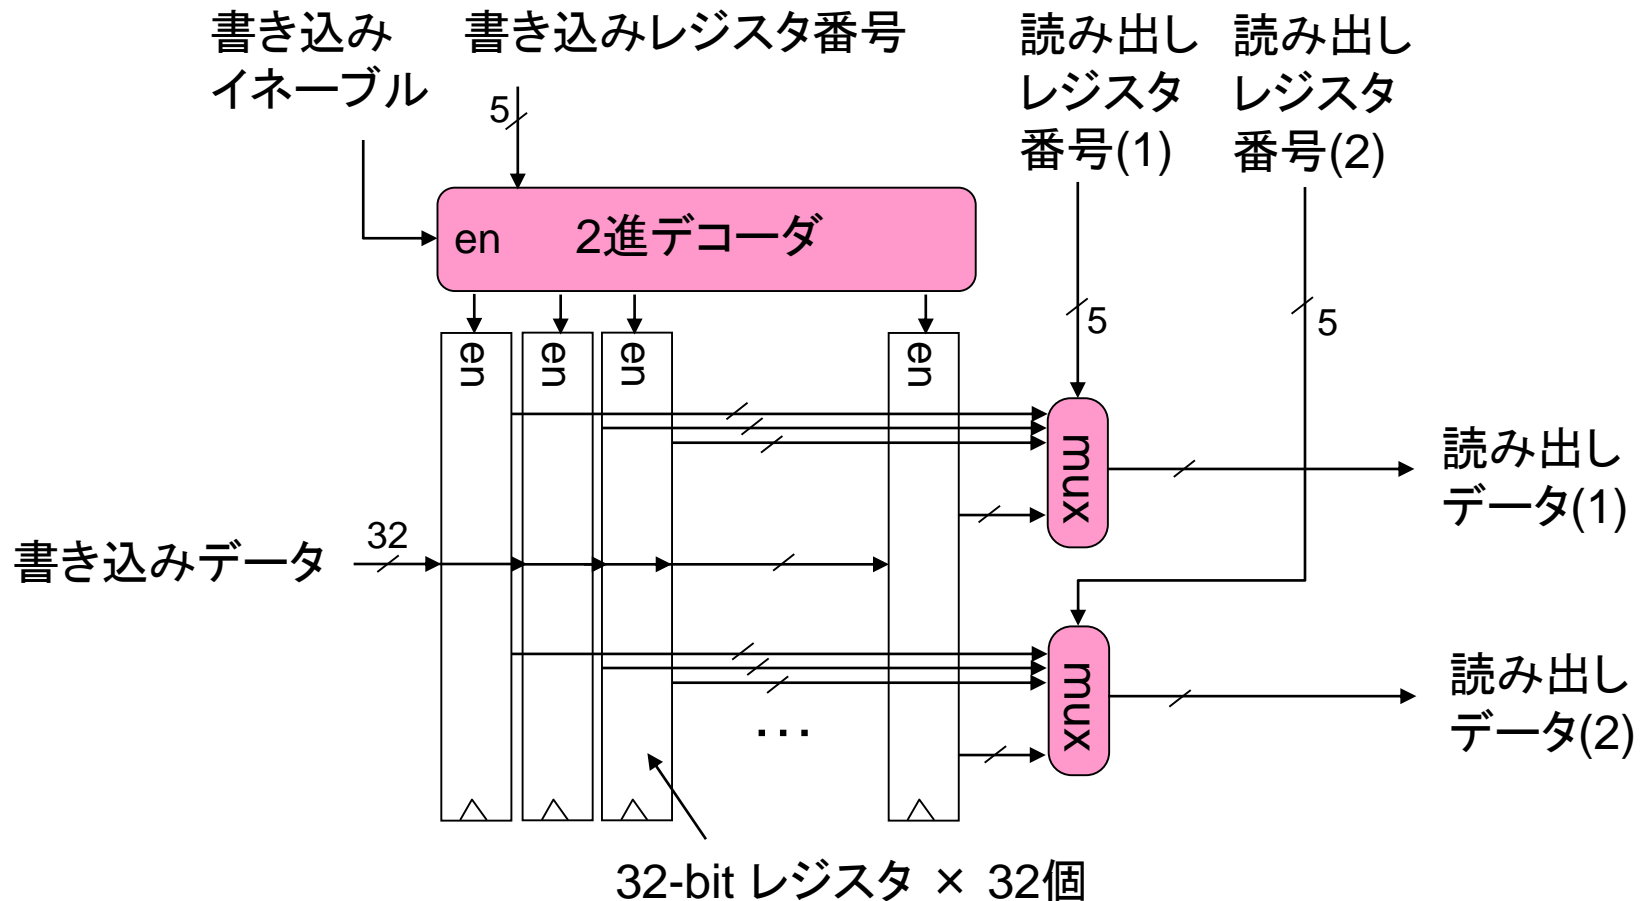 書き込み
イネーブル
書き込みレジスタ番号
読み出し
レジスタ
番号(1)
読み出し
レジスタ
番号(2)
5
en 2進デコーダ
5
5
en
en
en
en
mux
読み出し
データ(1)
32
書き込みデータ
mux
読み出し
データ(2)
…
32-bit レジスタ × 32個